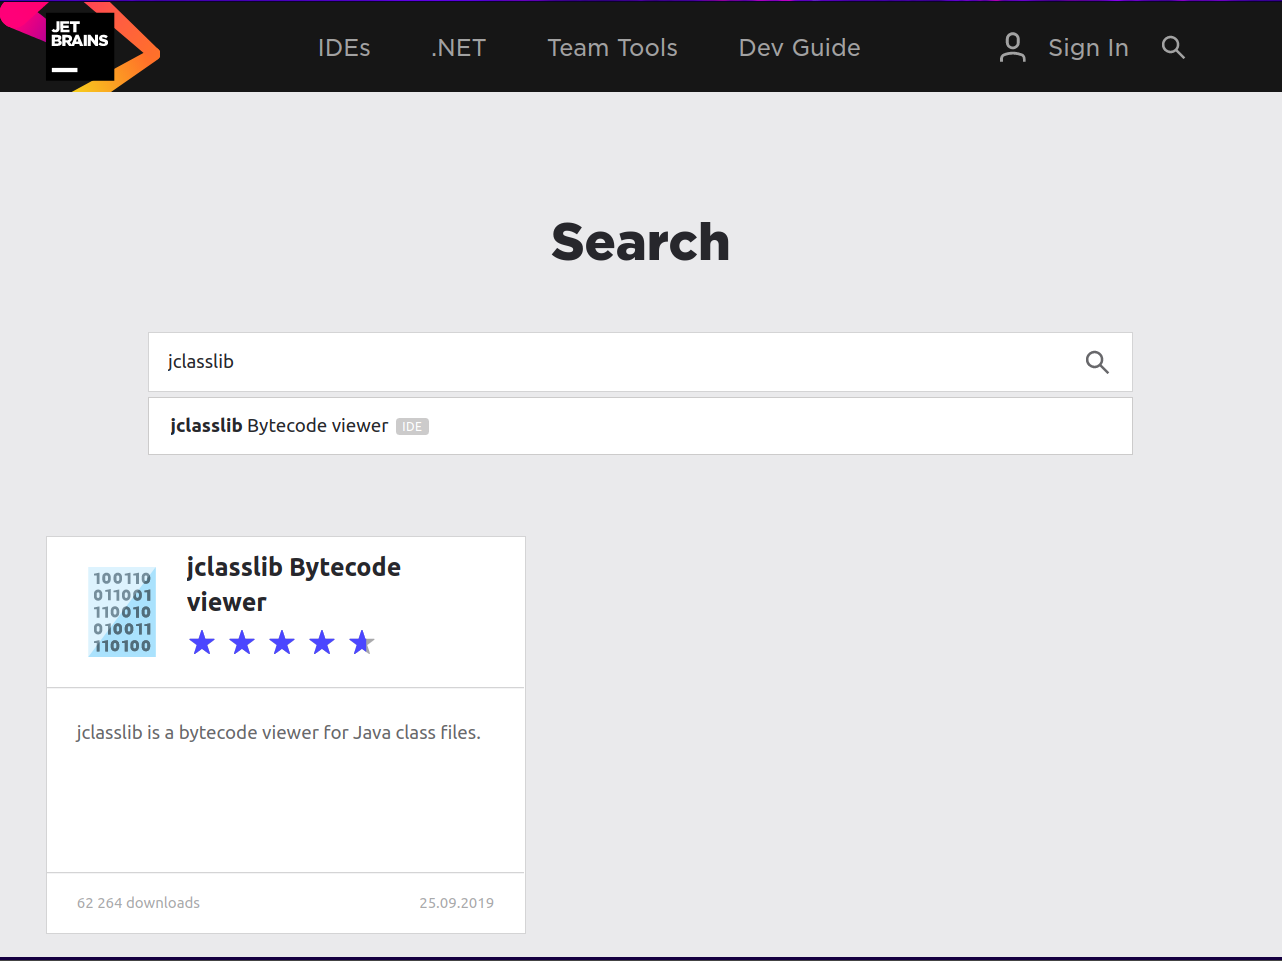 JET
BRAINS
IDEs .NET Team Tools Dev Guide Sign In
Search
jclasslib
jclasslib Bytecode viewer IDE
100110
011001
110010
010011
110100
jclasslib Bytecode
viewer
jclasslib is a bytecode viewer for Java class files.
62 264 downloads 25.09.2019